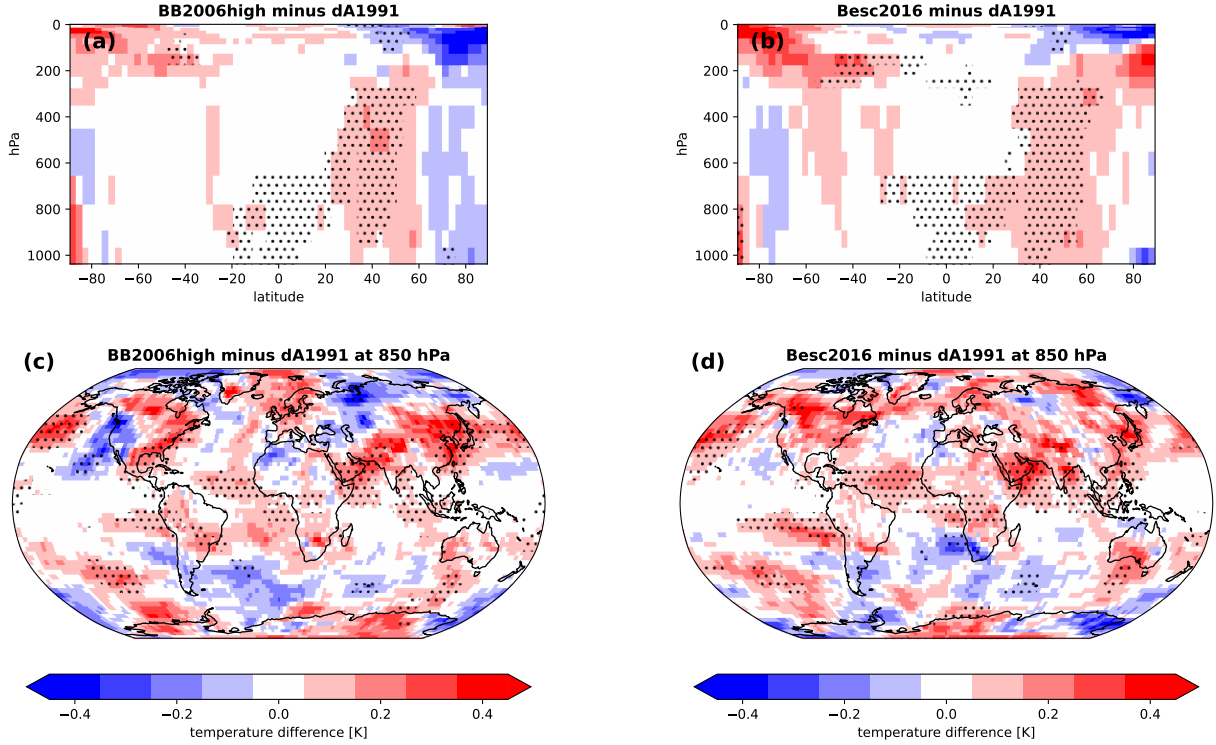 BB2006high minus dA1991
(a)
0
200
400
600
800
1000
hPa
−80 −60 −40 −20 0 20 40 60 80
latitude
Besc2016 minus dA1991
(b)
0
200
400
600
800
1000
hPa
−80 −60 −40 −20 0 20 40 60 80
latitude
(c)
BB2006high minus dA1991 at 850 hPa
−0.4 −0.2 0.0 0.2 0.4
temperature difference [K]
(d)
Besc2016 minus dA1991 at 850 hPa
−0.4 −0.2 0.0 0.2 0.4
temperature difference [K]